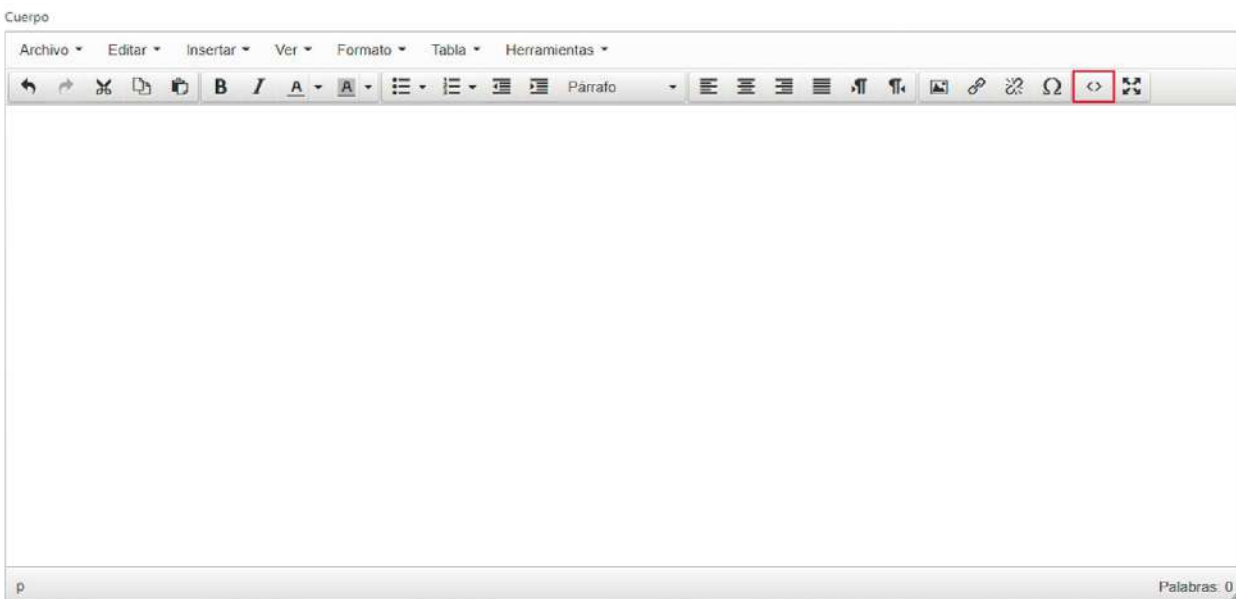 Cuerpo
Archivo Editar Insertar Ver Formato Tabla Herramientas
B I A A Párrafo Ω <>
p Palabras: 0